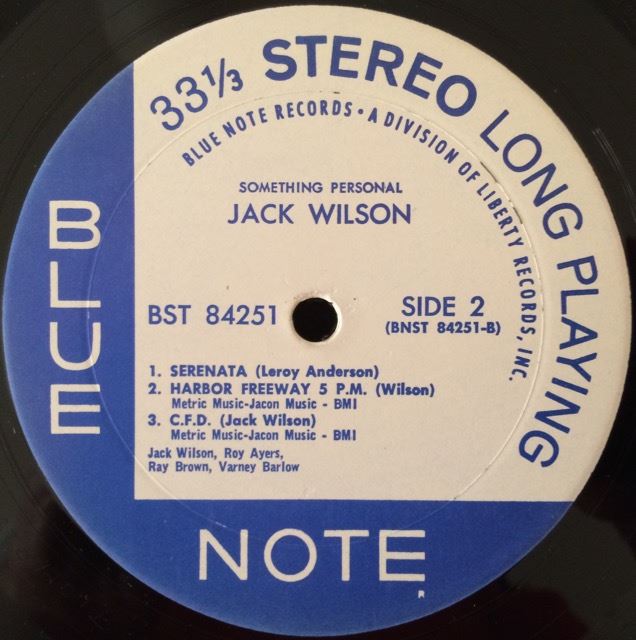 33⅓ STEREO LONG PLAYING
BLUE NOTE RECORDS • A DIVISION OF LIBERTY RECORDS, INC.
SOMETHING PERSONAL
JACK WILSON
BST 84251
SIDE 2
(BNST 84251-B)
1. SERENATA (Leroy Anderson)
2. HARBOR FREEWAY 5 P.M. (Wilson)
Metric Music-Jacon Music - BMI
3. C.F.D. (Jack Wilson)
Metric Music-Jacon Music - BMI
Jack Wilson, Roy Ayers,
Ray Brown, Varney Barlow
BLUE
NOTE
R